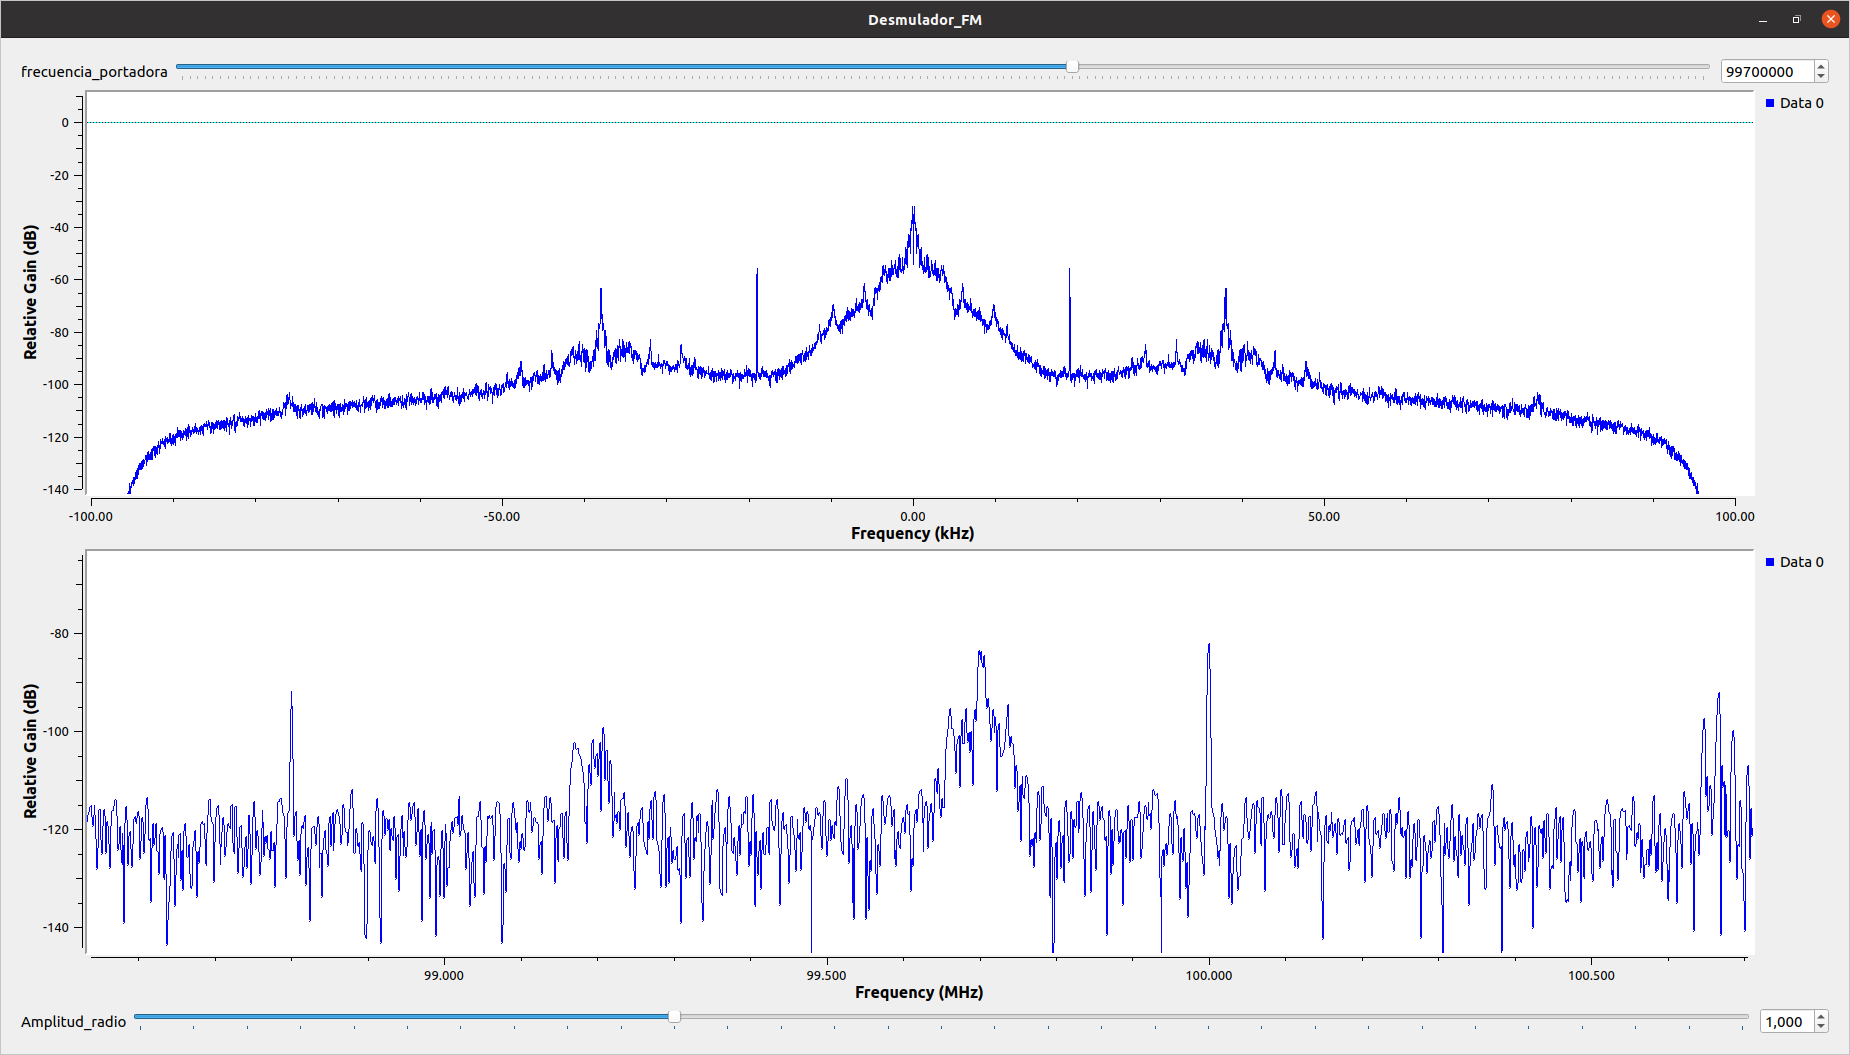 Desmulador_FM
frecuencia_portadora
99700000
Data 0
Relative Gain (dB)
0
-20
-40
-60
-80
-100
-120
-140
-100.00
-50.00
0.00
50.00
100.00
Frequency (kHz)
Data 0
Relative Gain (dB)
-80
-100
-120
-140
99.000
99.500
100.000
100.500
Frequency (MHz)
Amplitud_radio
1,000